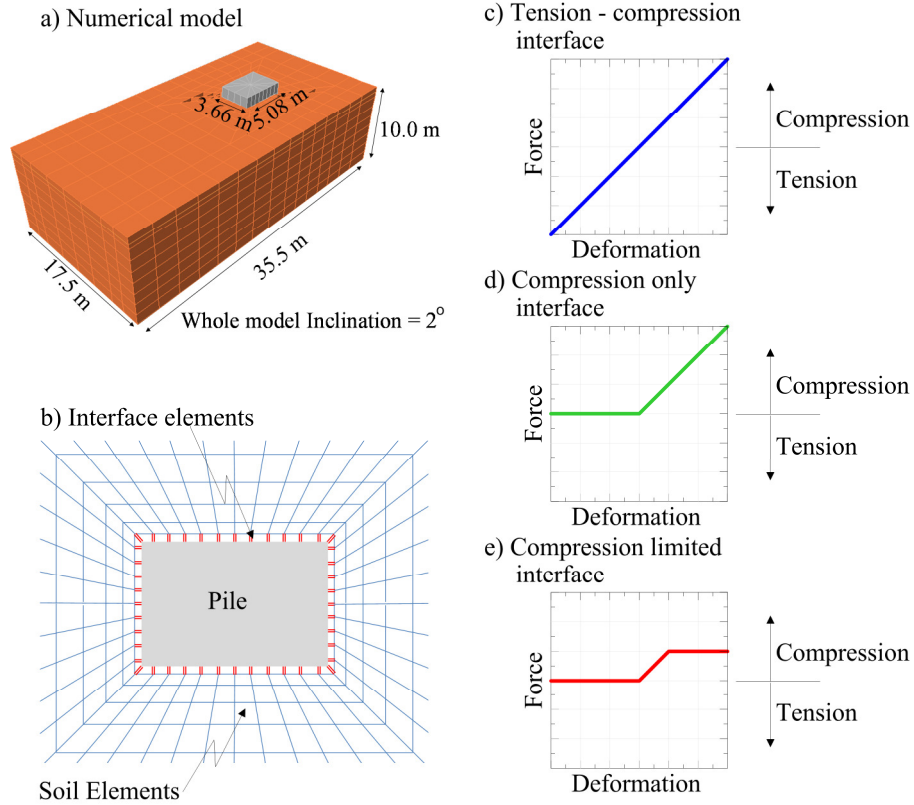 a) Numerical model
3.66 m
5.08 m
10.0 m
17.5 m
35.5 m
Whole model Inclination = 2°
b) Interface elements
Pile
Soil Elements
c) Tension - compression
interface
Force
Deformation
Compression
Tension
d) Compression only
interface
Force
Deformation
Compression
Tension
e) Compression limited
interface
Force
Deformation
Compression
Tension